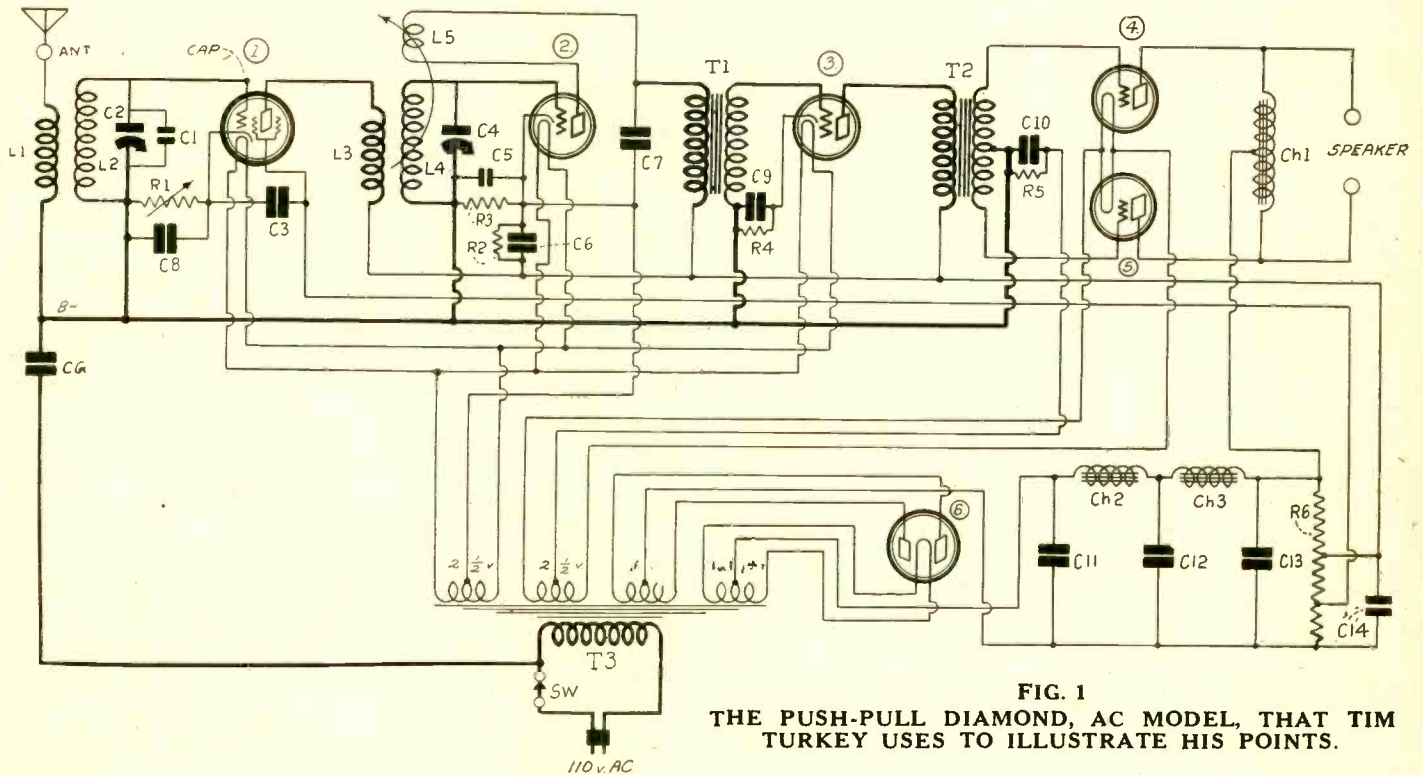 ANT
CAP
1
L5
2
T1
3
T2
4
C2
C1
C4
C10
L1
L2
L3
L4
C5
C7
R5
Ch1
SPEAKER
R1
C3
R3
C9
R4
C8
R2
C6
5
B-
CG
6
Ch2
Ch3
R6
2 1/2 v
2 1/2 v
C11
C12
C13
C14
T3
SW
110 v. AC
FIG. 1
THE PUSH-PULL DIAMOND, AC MODEL, THAT TIM
TURKEY USES TO ILLUSTRATE HIS POINTS.